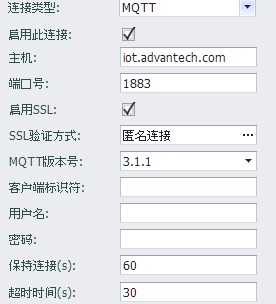 连接类型: MQTT
启用此连接:
主机: iot.advantech.com
端口号: 1883
启用SSL:
SSL验证方式: 匿名连接 ...
MQTT版本号: 3.1.1
客户端标识符:
用户名:
密码:
保持连接(s): 60
超时时间(s): 30